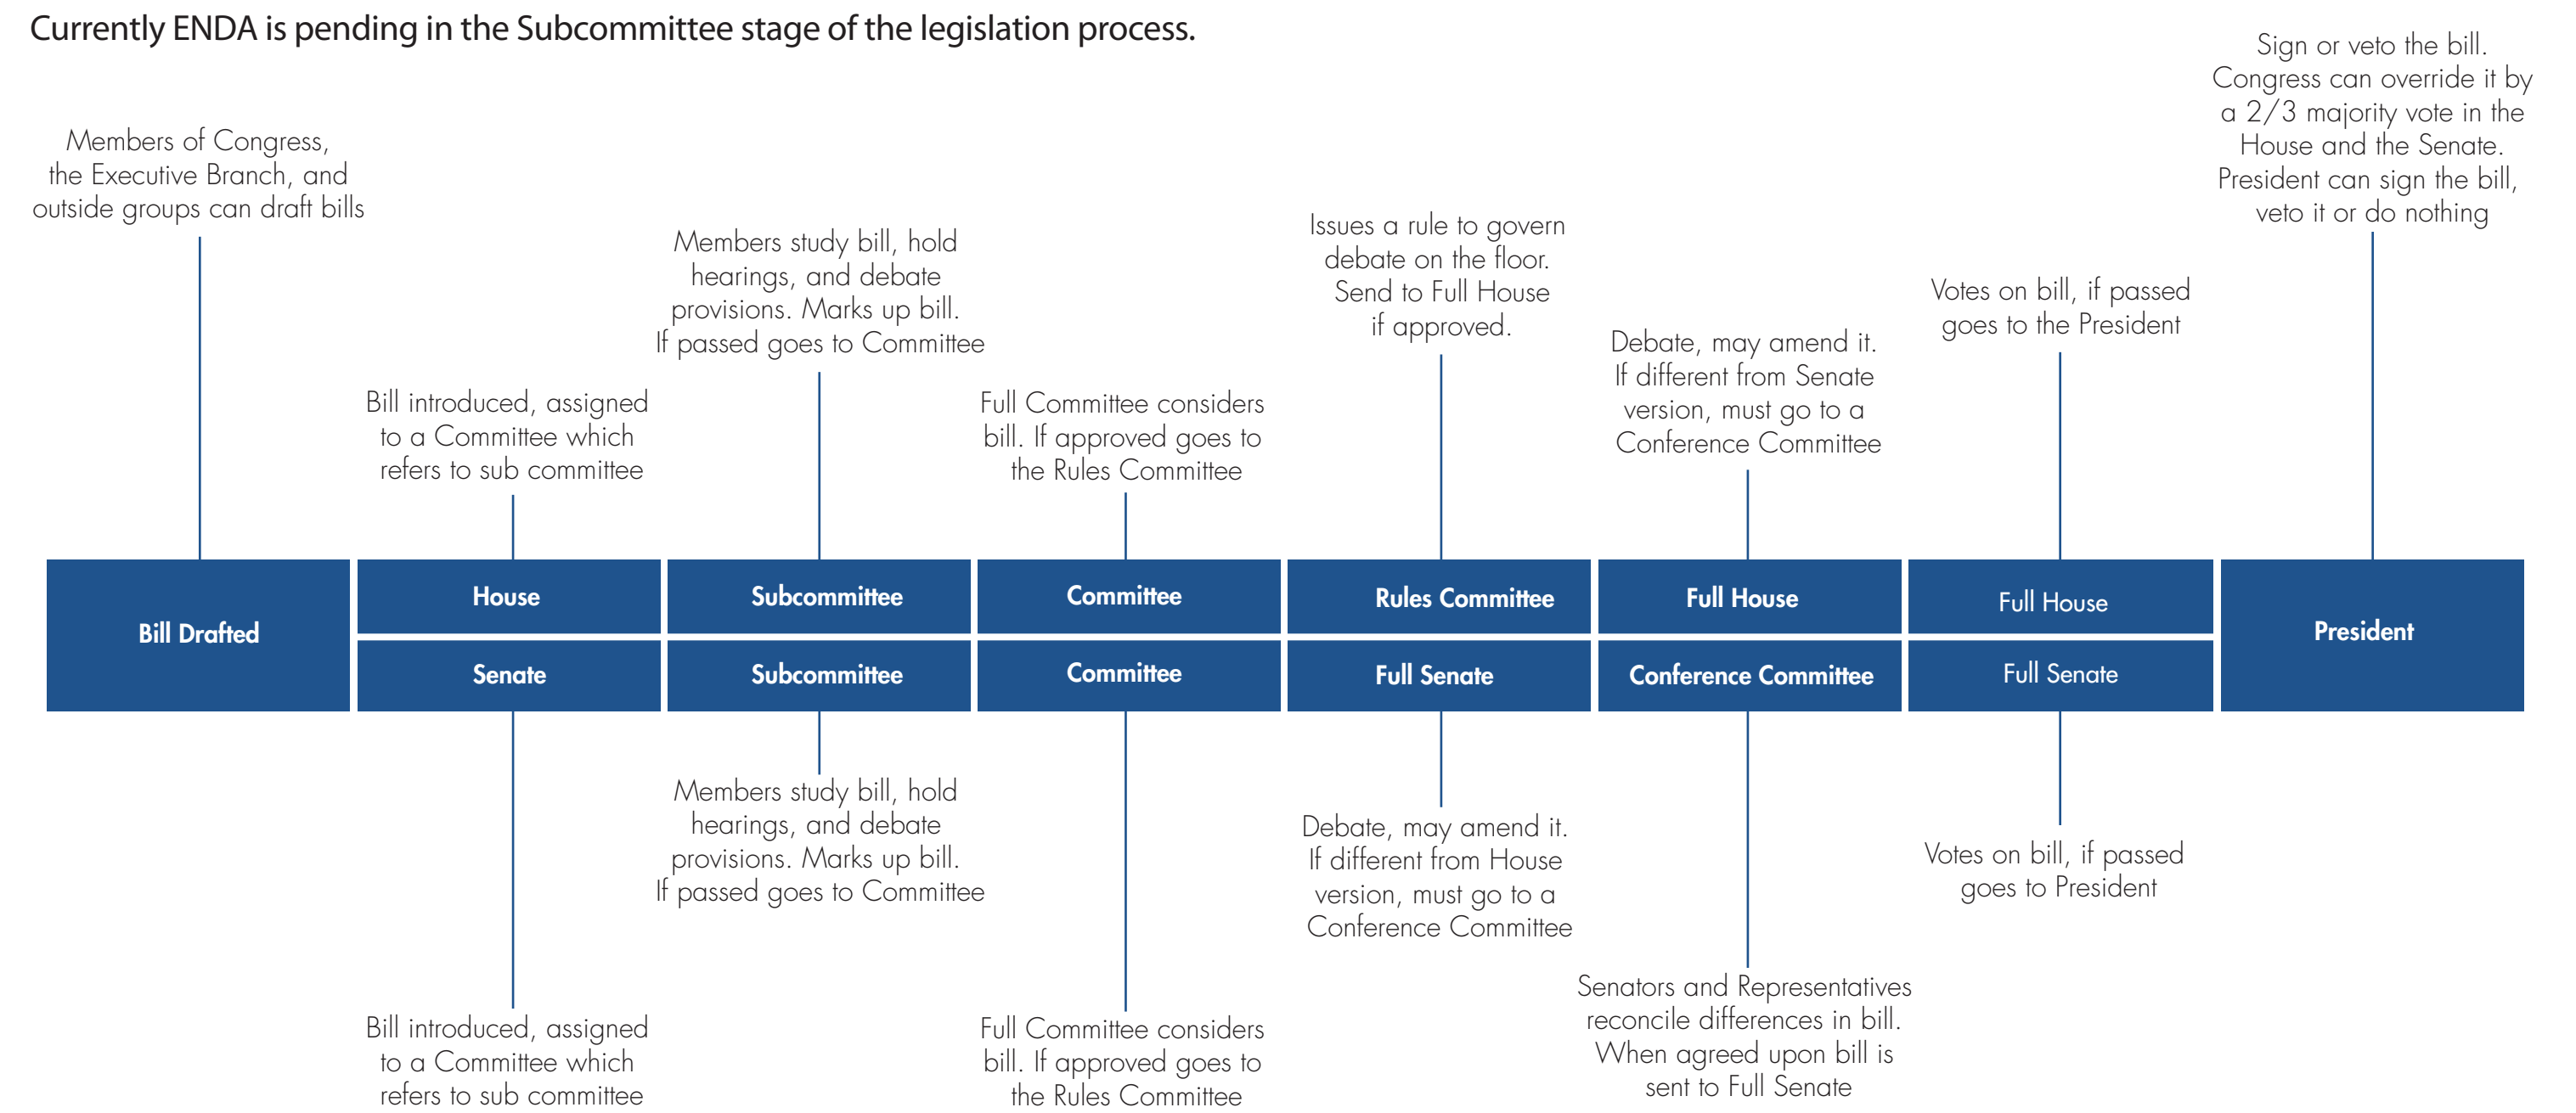 Currently ENDA is pending in the Subcommittee stage of the legislation process.
Members of Congress,
the Executive Branch, and
outside groups can draft bills
Bill introduced, assigned
to a Committee which
refers to sub committee
Members study bill, hold
hearings, and debate
provisions. Marks up bill.
If passed goes to Committee
Full Committee considers
bill. If approved goes to
the Rules Committee
Issues a rule to govern
debate on the floor.
Send to Full House
if approved.
Debate, may amend it.
If different from Senate
version, must go to a
Conference Committee
Votes on bill, if passed
goes to the President
Sign or veto the bill.
Congress can override it by
a 2/3 majority vote in the
House and the Senate.
President can sign the bill,
veto it or do nothing
Bill Drafted
House
Subcommittee
Committee
Rules Committee
Full House
Full House
President
Senate
Subcommittee
Committee
Full Senate
Conference Committee
Full Senate
Bill introduced, assigned
to a Committee which
refers to sub committee
Members study bill, hold
hearings, and debate
provisions. Marks up bill.
If passed goes to Committee
Full Committee considers
bill. If approved goes to
the Rules Committee
Debate, may amend it.
If different from House
version, must go to a
Conference Committee
Senators and Representatives
reconcile differences in bill.
When agreed upon bill is
sent to Full Senate
Votes on bill, if passed
goes to President